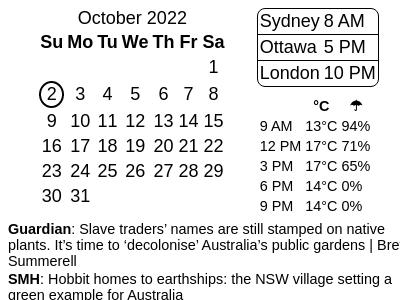 October 2022
Su Mo Tu We Th Fr Sa
1
2 3 4 5 6 7 8
9 10 11 12 13 14 15
16 17 18 19 20 21 22
23 24 25 26 27 28 29
30 31
Sydney 8 AM
Ottawa 5 PM
London 10 PM
°C ☂
9 AM 13°C 94%
12 PM 17°C 71%
3 PM 17°C 65%
6 PM 14°C 0%
9 PM 14°C 0%
Guardian: Slave traders’ names are still stamped on native
plants. It’s time to ‘decolonise’ Australia’s public gardens | Bre
Summerell
SMH: Hobbit homes to earthships: the NSW village setting a
green example for Australia